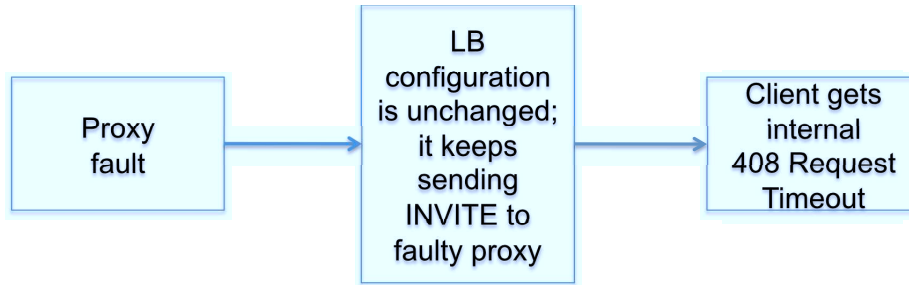 Proxy
fault
LB
configuration
is unchanged;
it keeps
sending
INVITE to
faulty proxy
Client gets
internal
408 Request
Timeout